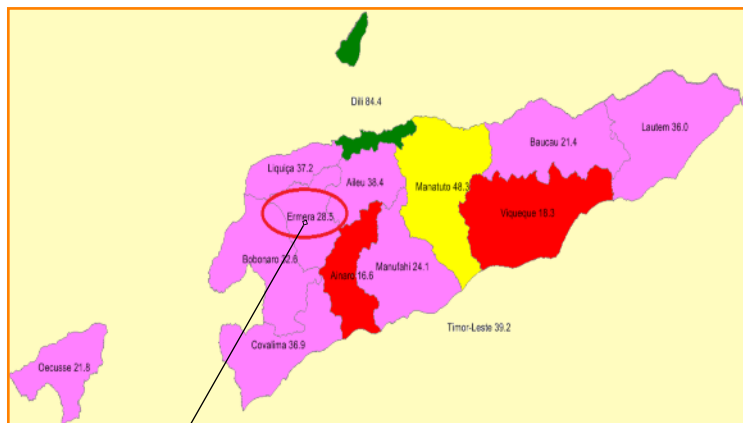 Dili 84.4
Lautem 36.0
Baucau 21.4
Liquiça 37.2
Aileu 38.4
Manatuto 48.3
Viqueque 18.3
Ermera 28.5
Bobonaro 32.6
Ainaro 16.6
Manufahi 24.1
Timor-Leste 39.2
Covalima 36.9
Oecusse 21.8